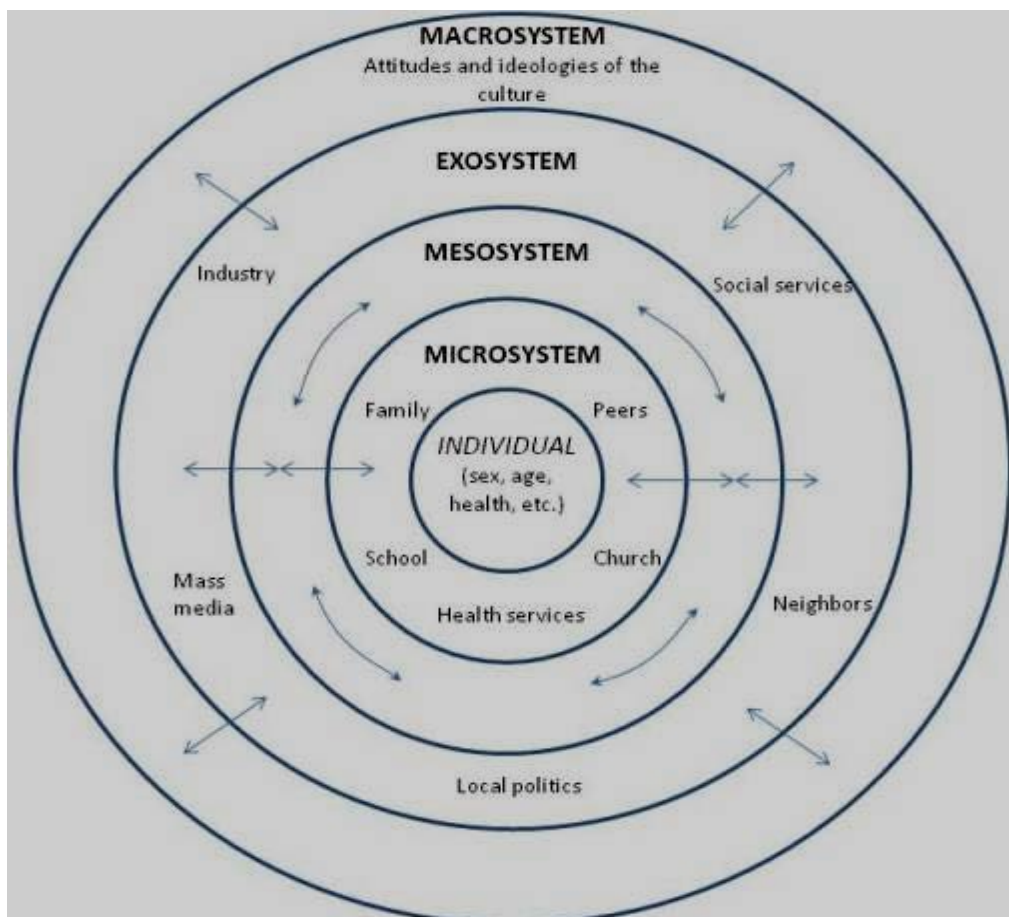 MACROSYSTEM
Attitudes and ideologies of the
culture
EXOSYSTEM
MESOSYSTEM
Industry
Social services
MICROSYSTEM
Family
Peers
INDIVIDUAL
(sex, age,
health, etc.)
School
Church
Mass
media
Neighbors
Health services
Local politics